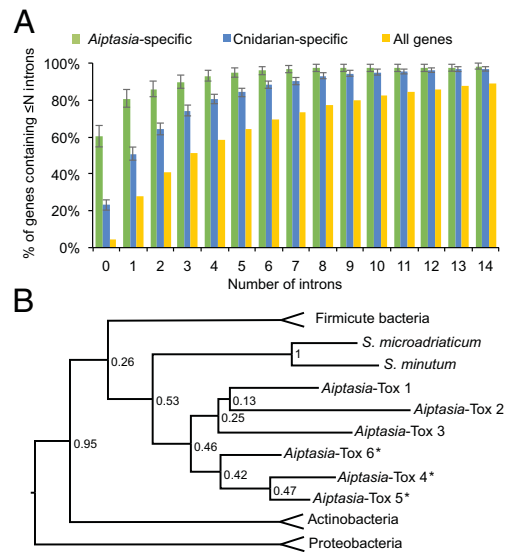 A
Aiptasia-specific Cnidarian-specific All genes
% of genes containing ≤N introns
100%
80%
60%
40%
20%
0%
0 1 2 3 4 5 6 7 8 9 10 11 12 13 14
Number of introns
B
Firmicute bacteria
S. microadriaticum
S. minutum
Aiptasia-Tox 1
Aiptasia-Tox 2
Aiptasia-Tox 3
Aiptasia-Tox 6*
Aiptasia-Tox 4*
Aiptasia-Tox 5*
Actinobacteria
Proteobacteria
0.26
1
0.53
0.13
0.25
0.95
0.46
0.42
0.47